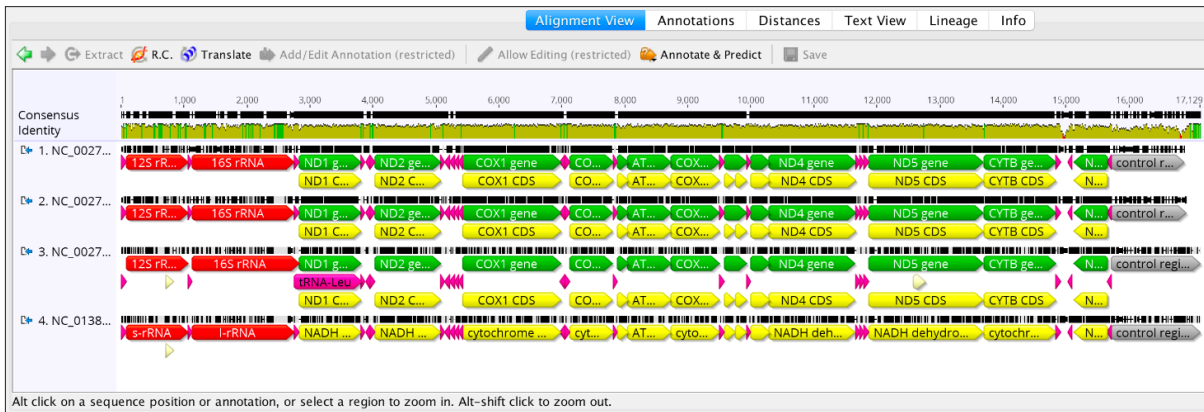 Alignment View Annotations Distances Text View Lineage Info
Extract R.C. Translate Add/Edit Annotation (restricted) Allow Editing (restricted) Annotate & Predict Save
1 1,000 2,000 3,000 4,000 5,000 6,000 7,000 8,000 9,000 10,000 11,000 12,000 13,000 14,000 15,000 16,000 17,129
Consensus
Identity
1. NC_0027...
12S rR... 16S rRNA ND1 g... ND2 ge... COX1 gene CO... AT... COX... ND4 gene ND5 gene CYTB ge... N... control r...
ND1 C... ND2 C... COX1 CDS CO... AT... COX... ND4 CDS ND5 CDS CYTB CDS N...
2. NC_0027...
12S rR... 16S rRNA ND1 g... ND2 ge... COX1 gene CO... AT... COX... ND4 gene ND5 gene CYTB ge... N... control r...
ND1 C... ND2 C... COX1 CDS CO... AT... COX... ND4 CDS ND5 CDS CYTB CDS N...
3. NC_0027...
12S rR... 16S rRNA ND1 g... ND2 ge... COX1 gene CO... AT... COX... ND4 gene ND5 gene CYTB ge... N... control regi...
tRNA-Leu
ND1 C... ND2 C... COX1 CDS CO... AT... COX... ND4 CDS ND5 CDS CYTB CDS N...
4. NC_0138...
s-rRNA l-rRNA NADH ... NADH ... cytochrome ... cyt... AT... cyto... NADH deh... NADH dehydro... cytochr... N... control regi...
Alt click on a sequence position or annotation, or select a region to zoom in. Alt-shift click to zoom out.